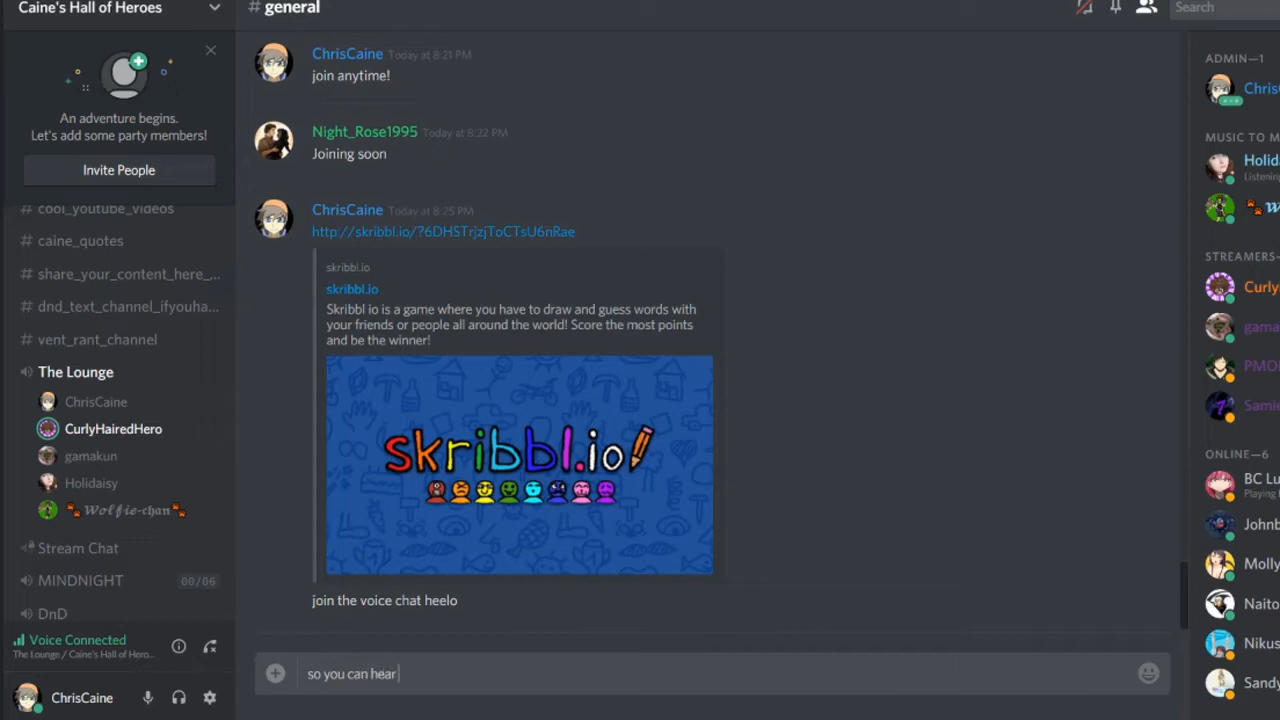 Caine's Hall of Heroes
An adventure begins.
Let's add some party members!
Invite People
# cool_youtube_videos
# caine_quotes
# share_your_content_here_...
# dnd_text_channel_ifyouha...
# vent_rant_channel
The Lounge
ChrisCaine
CurlyHairedHero
gamakun
Holidaisy
Wolfie-chan
Stream Chat
MINDNIGHT 00/06
DnD
Voice Connected
The Lounge / Caine's Hall of Hero...
ChrisCaine
# general
Search
ChrisCaine Today at 8:21 PM
join anytime!
Night_Rose1995 Today at 8:22 PM
Joining soon
ChrisCaine Today at 8:25 PM
http://skribbl.io/?6DHSTrjzjToCTsU6nRae
skribbl.io
skribbl.io
Skribbl io is a game where you have to draw and guess words with
your friends or people all around the world! Score the most points
and be the winner!
skribbl.io
join the voice chat heelo
so you can hear
ADMIN—1
Chris
MUSIC TO M
Holid
Listening
W
STREAMERS—
Curly
gama
PMO
Sami
ONLINE—6
BC Lu
Playing
Johnb
Molly
Naito
Nikus
Sandy